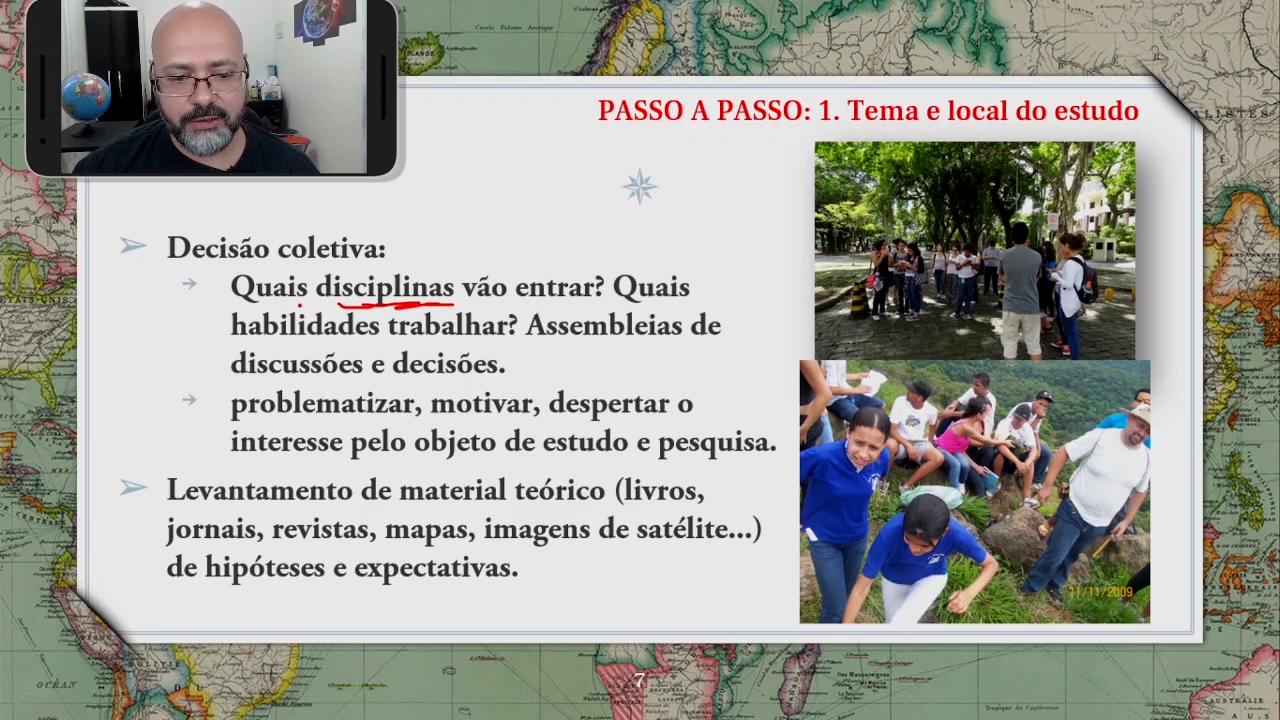 PASSO A PASSO: 1. Tema e local do estudo
Decisão coletiva:
Quais disciplinas vão entrar? Quais
habilidades trabalhar? Assembleias de
discussões e decisões.
problematizar, motivar, despertar o
interesse pelo objeto de estudo e pesquisa.
Levantamento de material teórico (livros,
jornais, revistas, mapas, imagens de satélite...)
de hipóteses e expectativas.
11/11/2009
7
OCÉAN